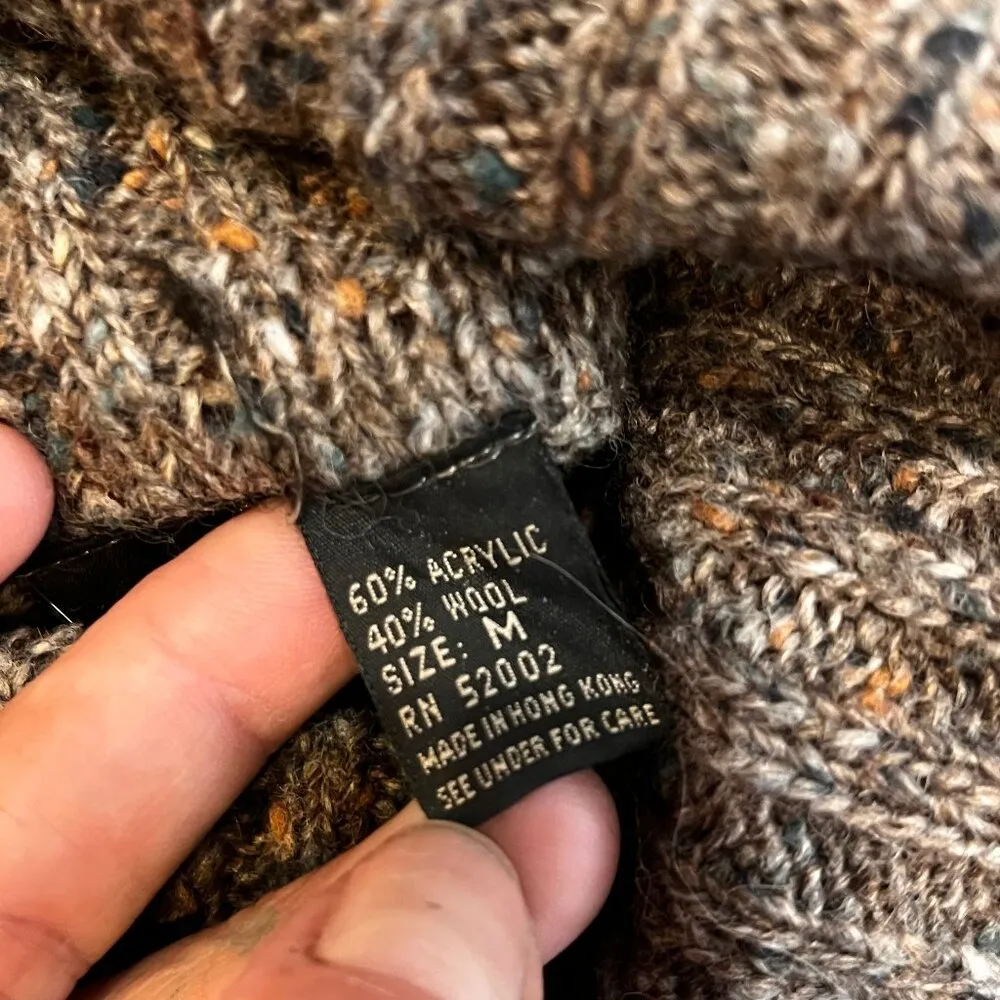 60% ACRYLIC
40% WOOL
SIZE: M
RN 52002
MADE IN HONG KONG
SEE UNDER FOR CARE